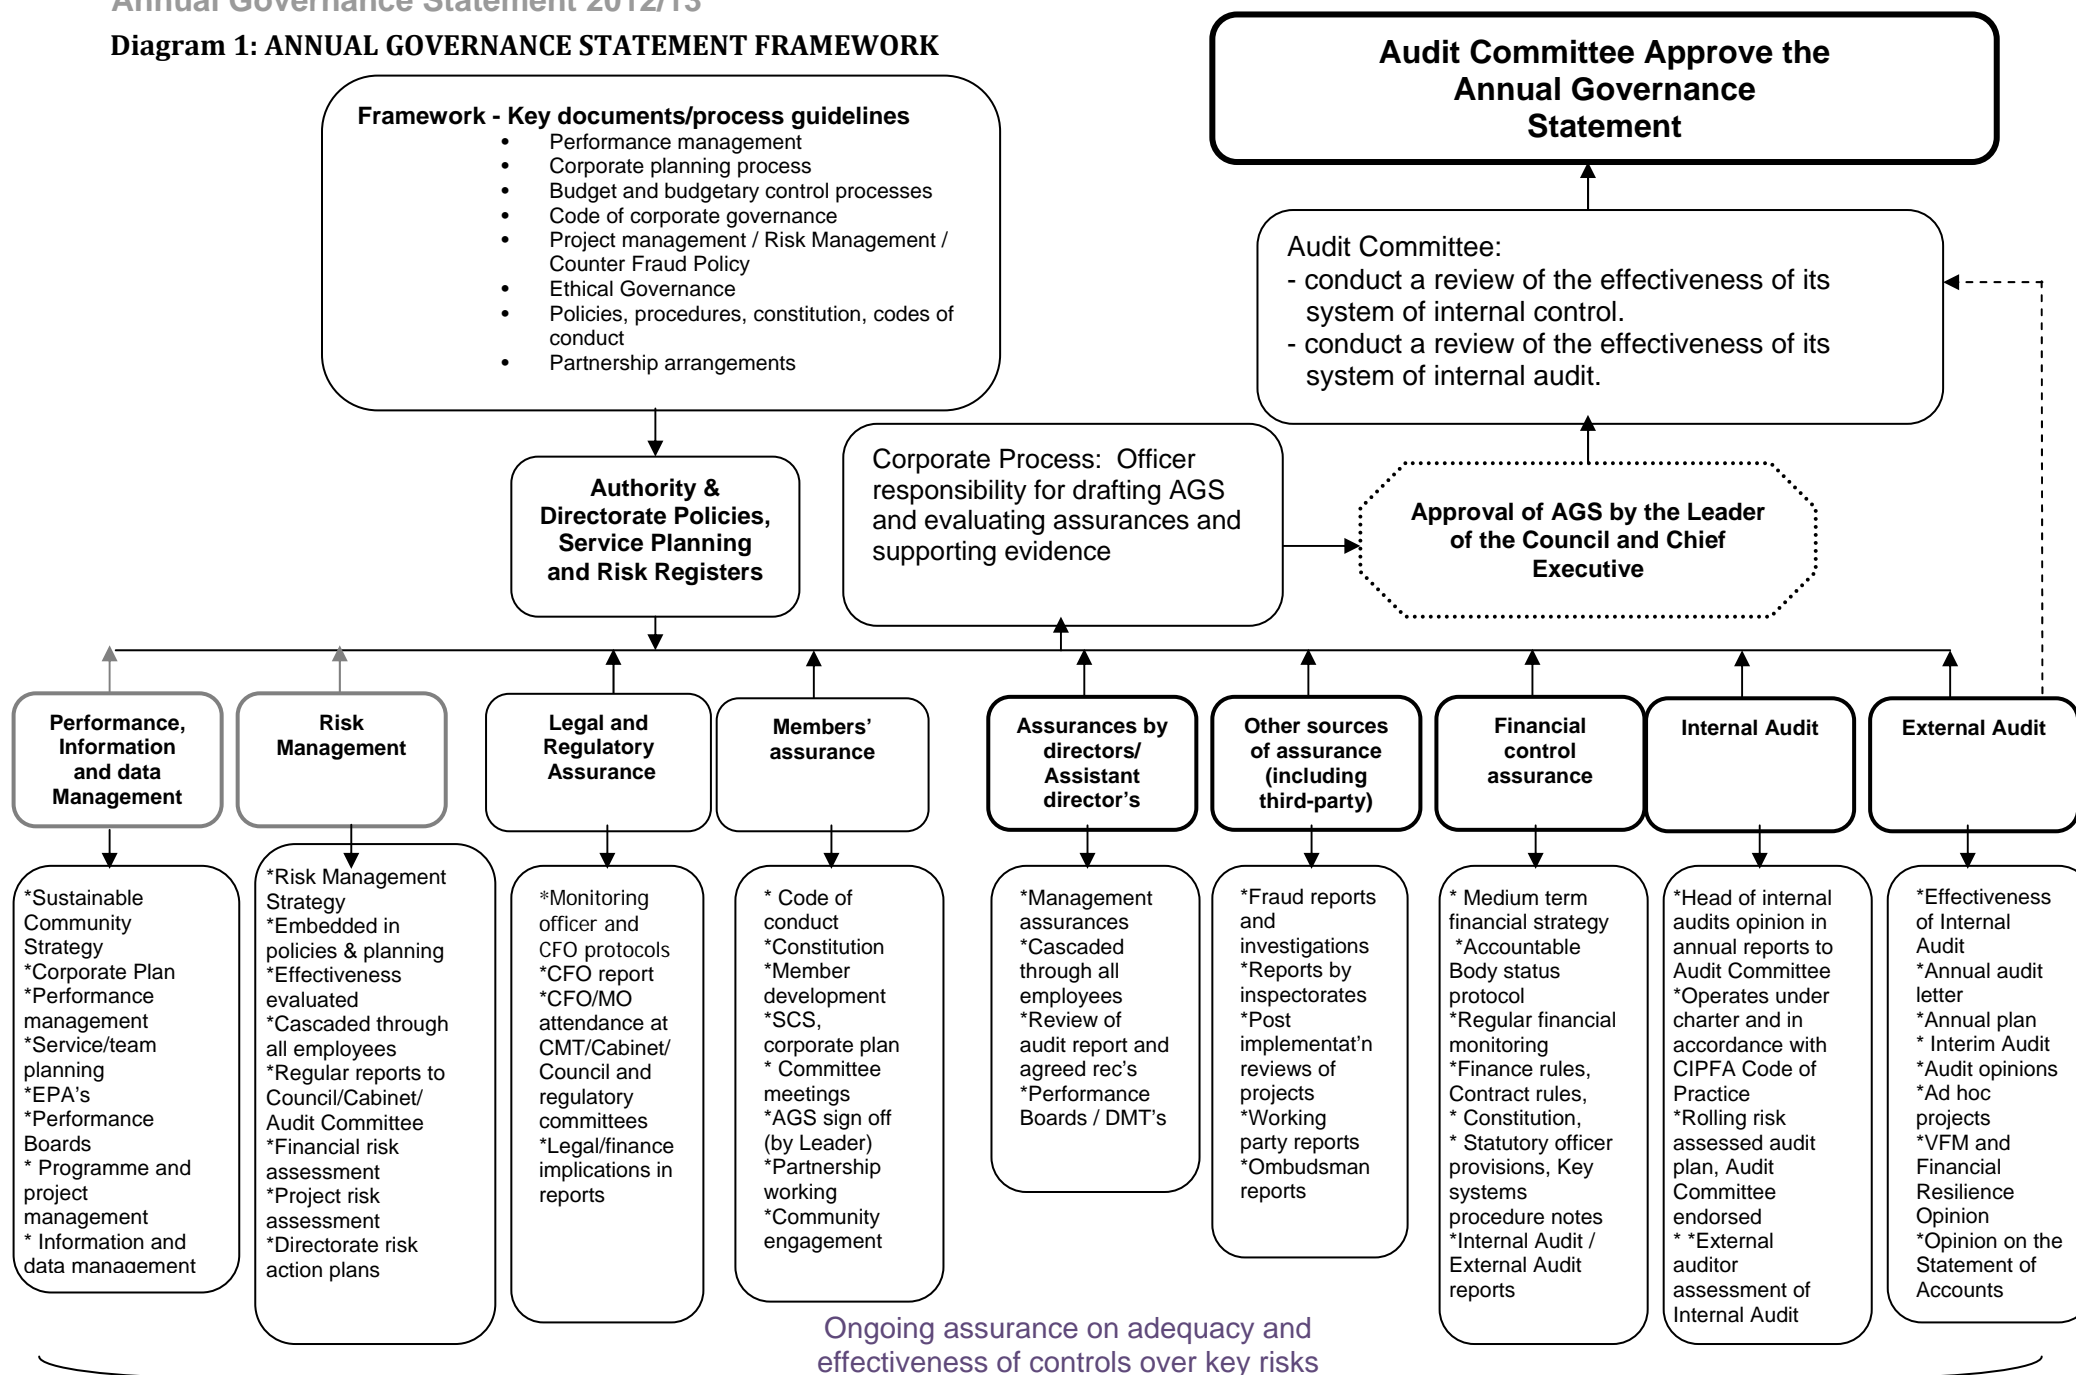 Annual Governance Statement 2012/13
Diagram 1: ANNUAL GOVERNANCE STATEMENT FRAMEWORK
Framework - Key documents/process guidelines
• Performance management
• Corporate planning process
• Budget and budgetary control processes
• Code of corporate governance
• Project management / Risk Management /
Counter Fraud Policy
• Ethical Governance
• Policies, procedures, constitution, codes of
conduct
• Partnership arrangements
Audit Committee Approve the
Annual Governance
Statement
Audit Committee:
- conduct a review of the effectiveness of its
system of internal control.
- conduct a review of the effectiveness of its
system of internal audit.
Authority &
Directorate Policies,
Service Planning
and Risk Registers
Corporate Process:  Officer
responsibility for drafting AGS
and evaluating assurances and
supporting evidence
Approval of AGS by the Leader
of the Council and Chief
Executive
Performance,
Information
and data
Management
Risk
Management
Legal and
Regulatory
Assurance
Members’
assurance
Assurances by
directors/
Assistant
director’s
Other sources
of assurance
(including
third-party)
Financial
control
assurance
Internal Audit
External Audit
*Sustainable
Community
Strategy
*Corporate Plan
*Performance
management
*Service/team
planning
*EPA’s
*Performance
Boards
* Programme and
project
management
* Information and
data management
*Risk Management
Strategy
*Embedded in
policies & planning
*Effectiveness
evaluated
*Cascaded through
all employees
*Regular reports to
Council/Cabinet/
Audit Committee
*Financial risk
assessment
*Project risk
assessment
*Directorate risk
action plans
*Monitoring
officer and
CFO protocols
*CFO report
*CFO/MO
attendance at
CMT/Cabinet/
Council and
regulatory
committees
*Legal/finance
implications in
reports
* Code of
conduct
*Constitution
*Member
development
*SCS,
corporate plan
* Committee
meetings
*AGS sign off
(by Leader)
*Partnership
working
*Community
engagement
*Management
assurances
*Cascaded
through all
employees
*Review of
audit report and
agreed rec’s
*Performance
Boards / DMT’s
*Fraud reports
and
investigations
*Reports by
inspectorates
*Post
implementat’n
reviews of
projects
*Working
party reports
*Ombudsman
reports
* Medium term
financial strategy
*Accountable
Body status
protocol
*Regular financial
monitoring
*Finance rules,
Contract rules,
* Constitution,
* Statutory officer
provisions, Key
systems
procedure notes
*Internal Audit /
External Audit
reports
*Head of internal
audits opinion in
annual reports to
Audit Committee
*Operates under
charter and in
accordance with
CIPFA Code of
Practice
*Rolling risk
assessed audit
plan, Audit
Committee
endorsed
* *External
auditor
assessment of
Internal Audit
*Effectiveness
of Internal
Audit
*Annual audit
letter
*Annual plan
* Interim Audit
*Audit opinions
*Ad hoc
projects
*VFM and
Financial
Resilience
Opinion
*Opinion on the
Statement of
Accounts
Ongoing assurance on adequacy and
effectiveness of controls over key risks